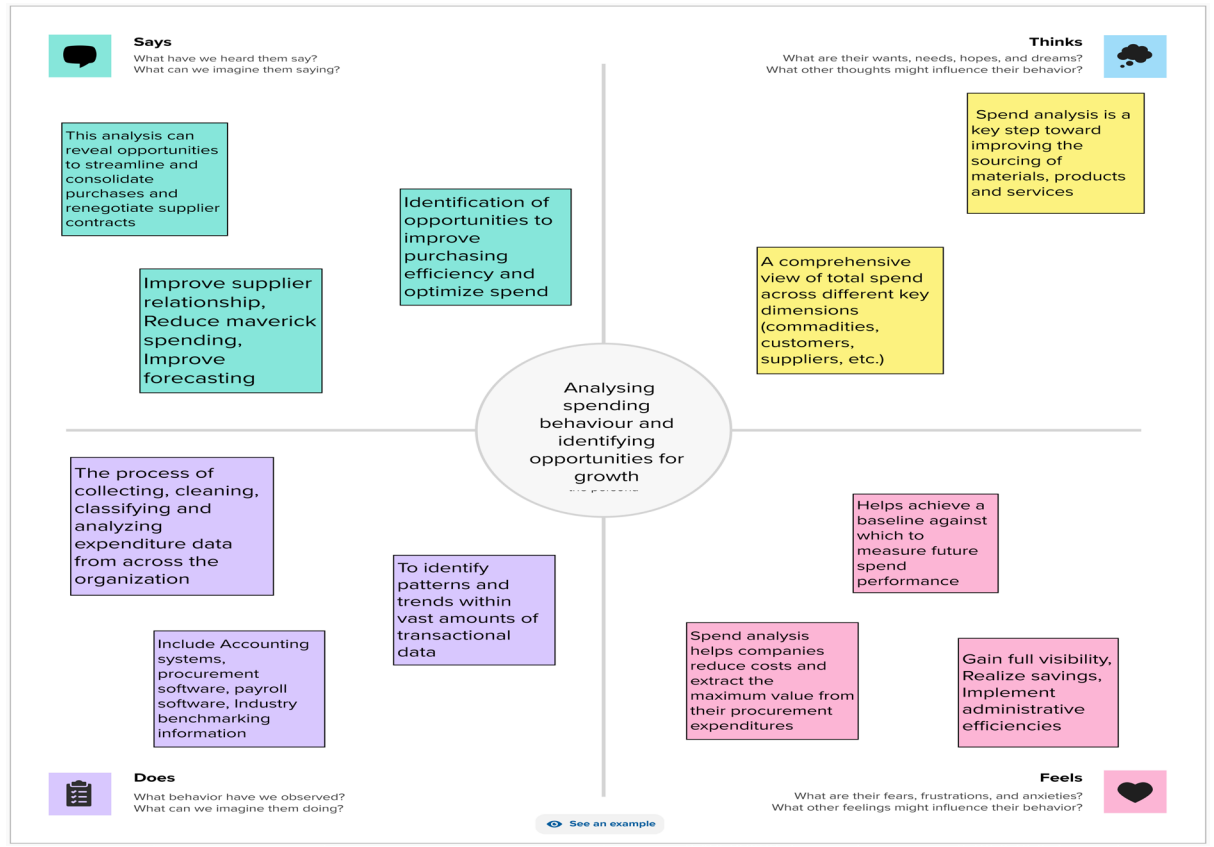 Says
What have we heard them say?
What can we imagine them saying?
Thinks
What are their wants, needs, hopes, and dreams?
What other thoughts might influence their behavior?
This analysis can
reveal opportunities
to streamline and
consolidate
purchases and
renegotiate supplier
contracts
Identification of
opportunities to
improve
purchasing
efficiency and
optimize spend
Improve supplier
relationship,
Reduce maverick
spending,
Improve
forecasting
Spend analysis is a
key step toward
improving the
sourcing of
materials, products
and services
A comprehensive
view of total spend
across different key
dimensions
(commadities,
customers,
suppliers, etc.)
Analysing
spending
behaviour and
identifying
opportunities for
growth
The process of
collecting, cleaning,
classifying and
analyzing
expenditure data
from across the
organization
To identify
patterns and
trends within
vast amounts of
transactional
data
Include Accounting
systems,
procurement
software, payroll
software, Industry
benchmarking
information
Helps achieve a
baseline against
which to
measure future
spend
performance
Spend analysis
helps companies
reduce costs and
extract the
maximum value from
their procurement
expenditures
Gain full visibility,
Realize savings,
Implement
administrative
efficiencies
Does
What behavior have we observed?
What can we imagine them doing?
Feels
What are their fears, frustrations, and anxieties?
What other feelings might influence their behavior?
See an example